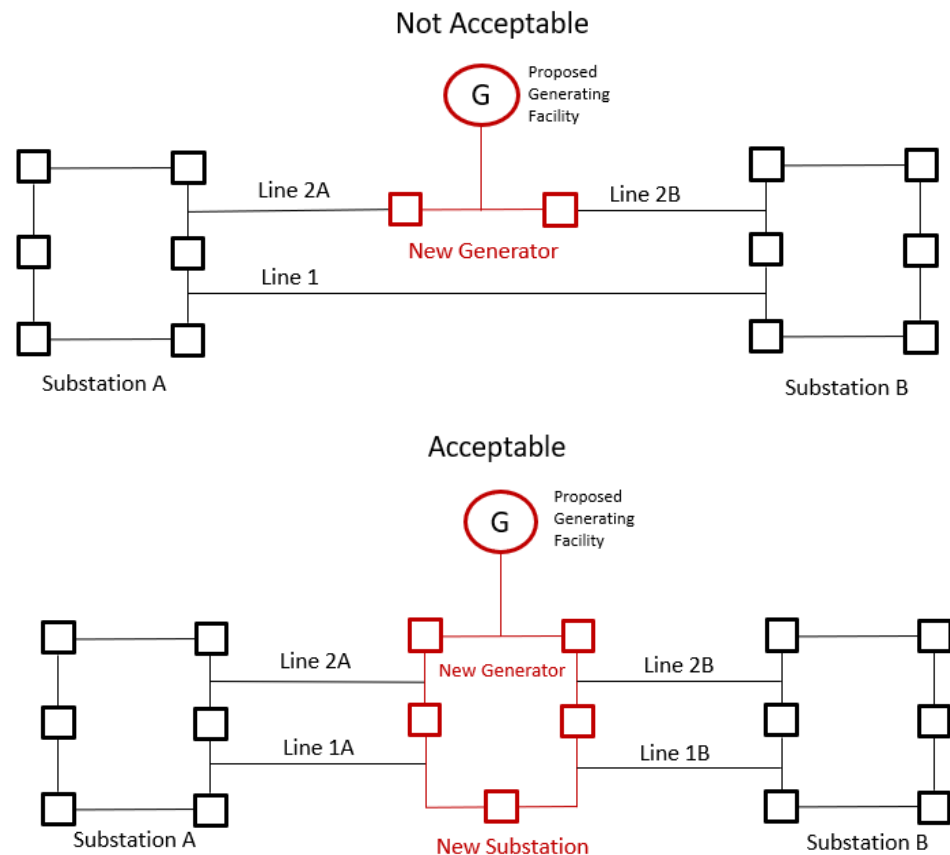 Not Acceptable
G
Proposed
Generating
Facility
Line 2A
Line 2B
New Generator
Line 1
Substation A
Substation B
Acceptable
G
Proposed
Generating
Facility
Line 2A
New Generator
Line 2B
Line 1A
Line 1B
Substation A
New Substation
Substation B